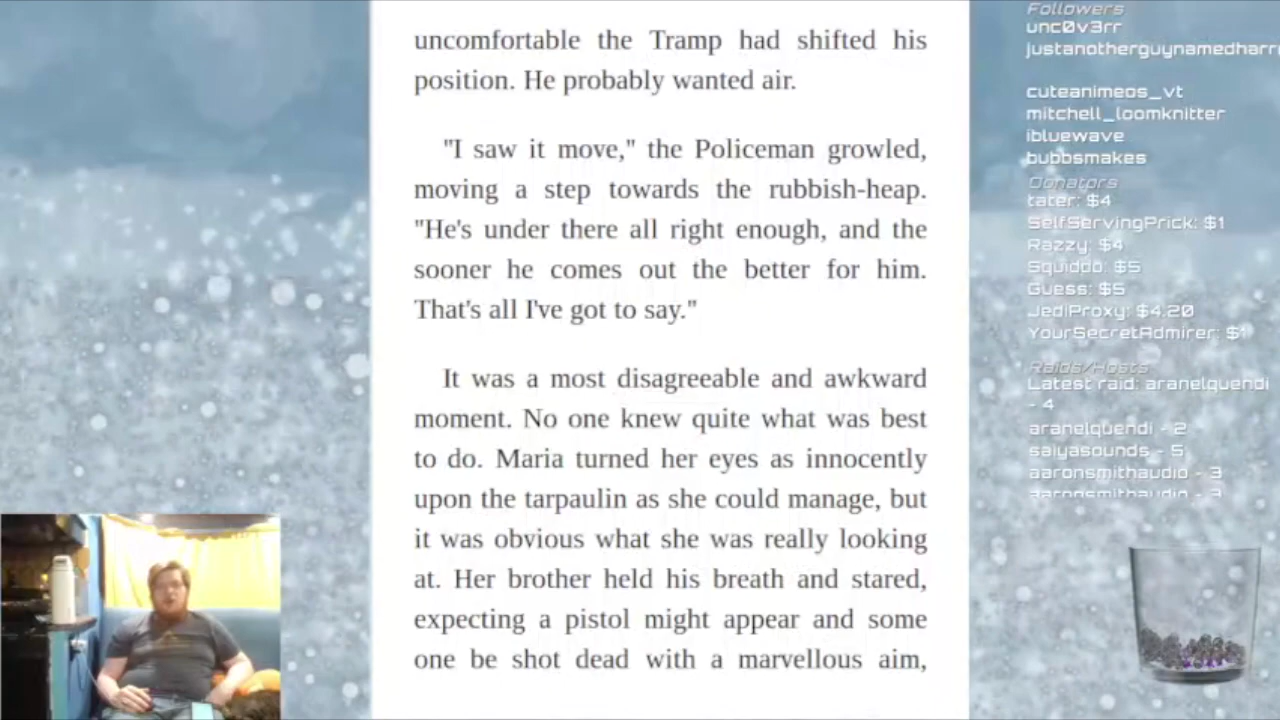 uncomfortable the Tramp had shifted his
position. He probably wanted air.
"I saw it move," the Policeman growled,
moving a step towards the rubbish-heap.
"He's under there all right enough, and the
sooner he comes out the better for him.
That's all I've got to say."
It was a most disagreeable and awkward
moment. No one knew quite what was best
to do. Maria turned her eyes as innocently
upon the tarpaulin as she could manage, but
it was obvious what she was really looking
at. Her brother held his breath and stared,
expecting a pistol might appear and some
one be shot dead with a marvellous aim,
Followers
unc0v3rr
justanotherguynamedharr
cuteanimeos_vt
mitchell_loomknitter
ibluewave
bubbsmakes
Donators
tater: $4
SelfServingPrick: $1
Razzy: $4
Squiddo: $5
Guess: $5
JediProxy: $4.20
YourSecretAdmirer: $1
Raids/Hosts
Latest raid: aranelquendi
- 4
aranelquendi - 2
saiyasounds - 5
aaronsmithaudio - 3
aaronsmithaudio - 3